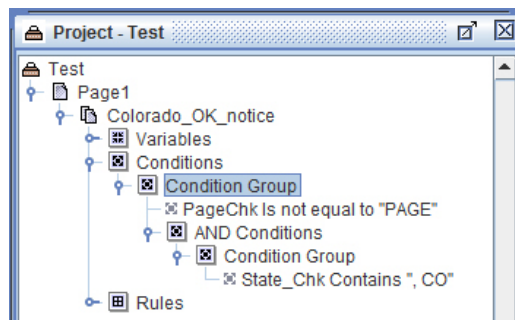 Project - Test
Test
Page1
Colorado_OK_notice
Variables
Conditions
Condition Group
PageChk Is not equal to "PAGE"
AND Conditions
Condition Group
State_Chk Contains ", CO"
Rules